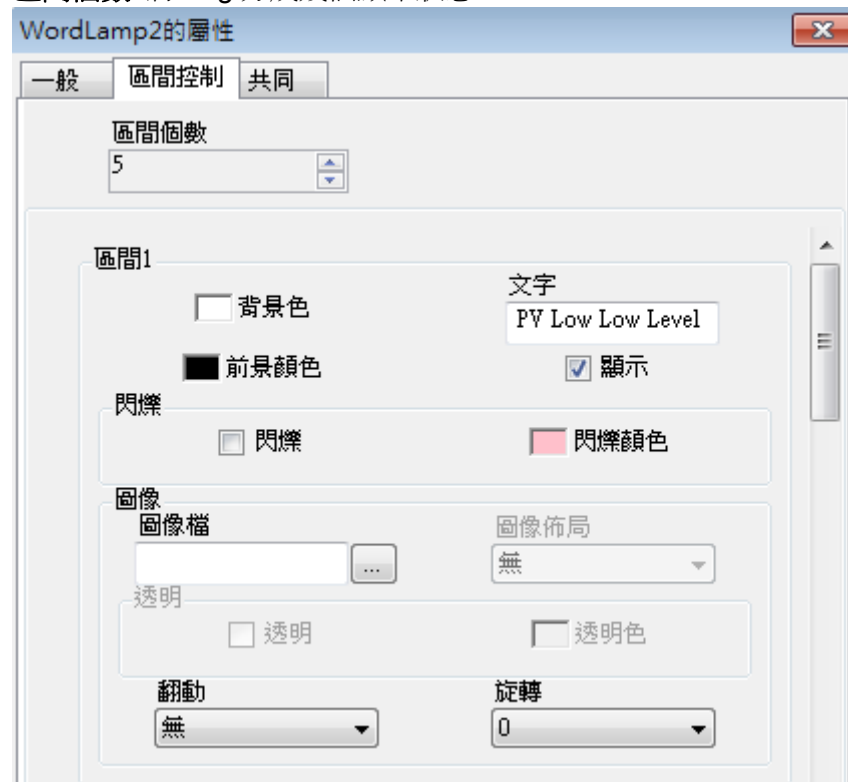 WordLamp2的屬性
一般 區間控制 共同
區間個數
5
區間1
背景色
文字
PV Low Low Level
前景顏色
顯示
閃爍
閃爍 閃爍顏色
圖像
圖像檔
圖像佈局
...
無
透明
透明 透明色
翻動 旋轉
無 0